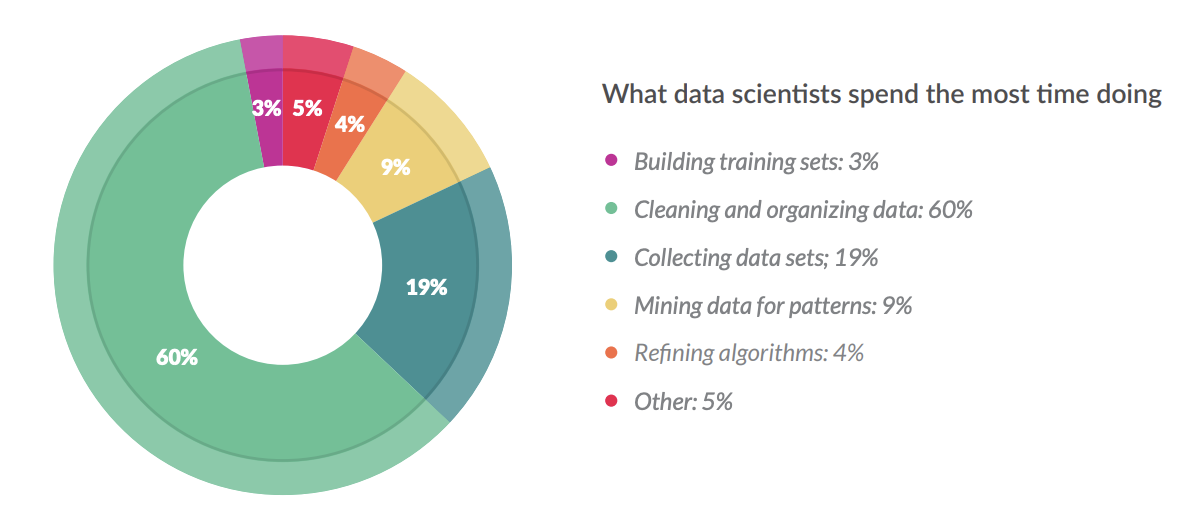 3%
5%
4%
9%
19%
60%
What data scientists spend the most time doing
Building training sets: 3%
Cleaning and organizing data: 60%
Collecting data sets; 19%
Mining data for patterns: 9%
Refining algorithms: 4%
Other: 5%